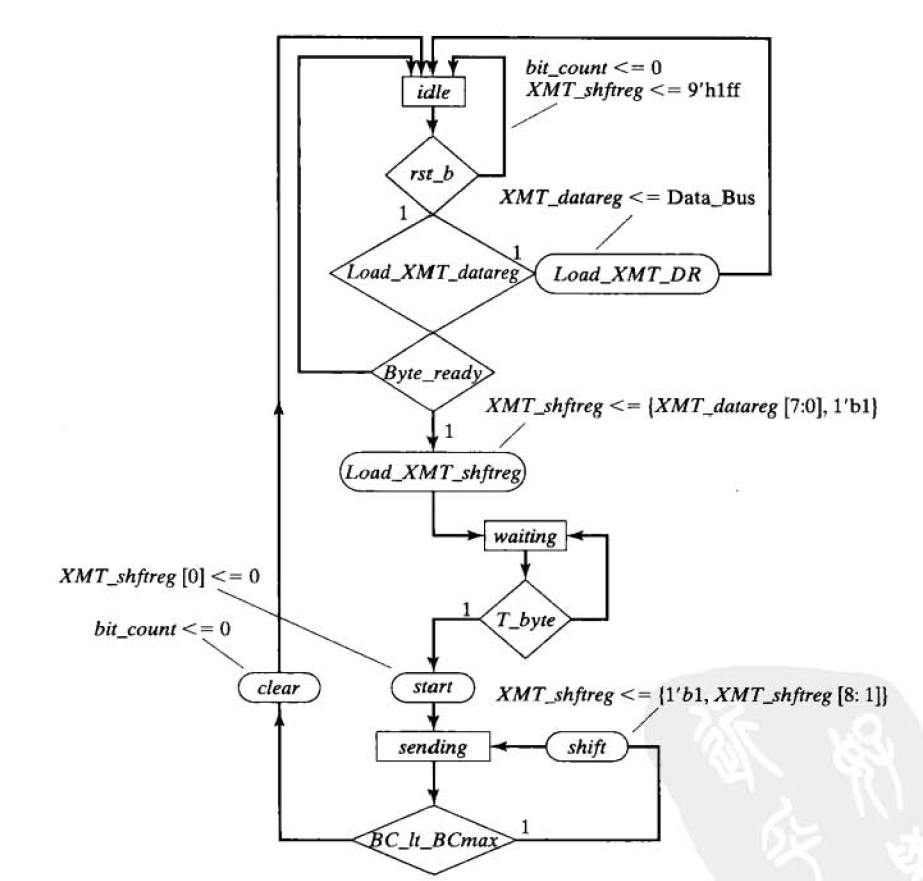 bit_count <= 0
XMT_shftreg <= 9'h1ff
idle
rst_b
1
XMT_datareg <= Data_Bus
1
Load_XMT_datareg
Load_XMT_DR
Byte_ready
XMT_shftreg <= {XMT_datareg [7:0], 1'b1}
1
Load_XMT_shftreg
waiting
XMT_shftreg [0] <= 0
1
T_byte
bit_count <= 0
clear
start
XMT_shftreg <= {1'b1, XMT_shftreg [8: 1]}
sending
shift
1
BC_lt_BCmax